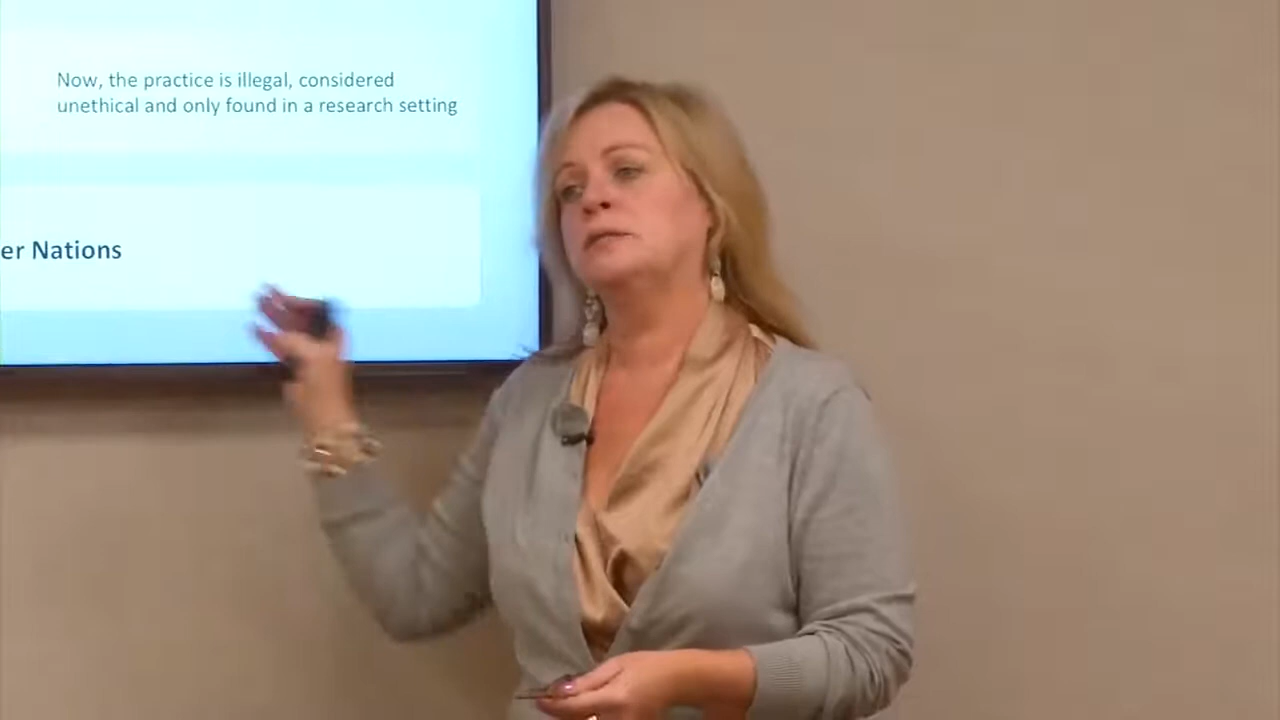 Now, the practice is illegal, considered
unethical and only found in a research setting
er Nations